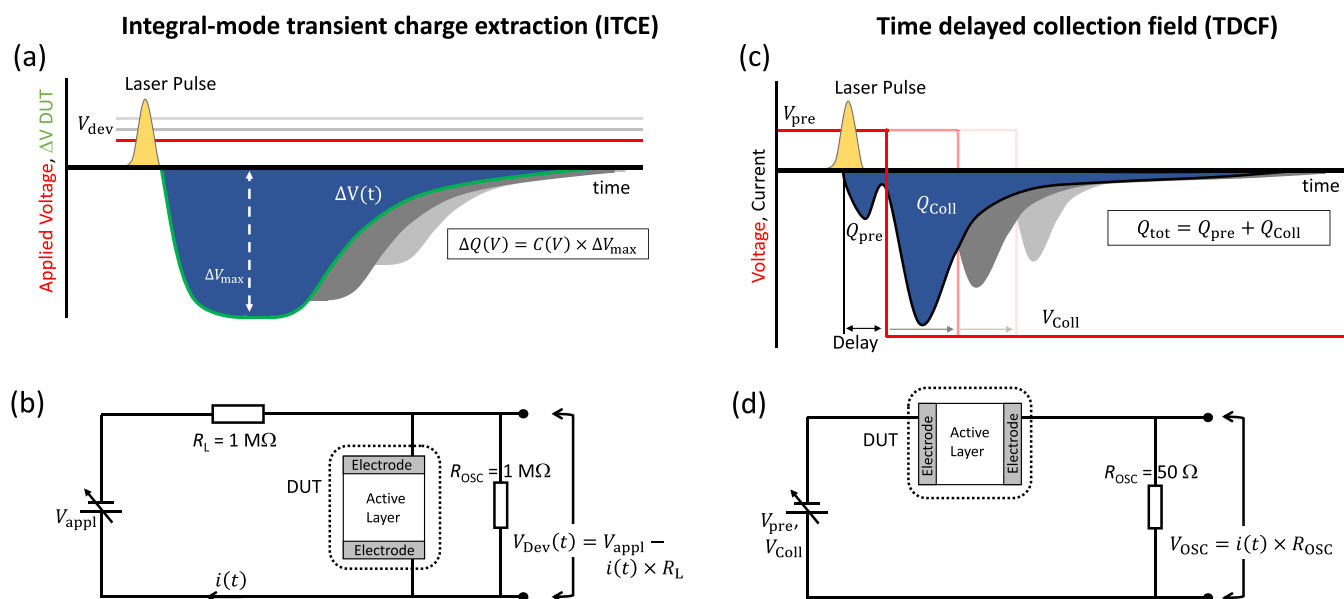 Integral-mode transient charge extraction (ITCE)
(a)
Laser Pulse
Applied Voltage, ΔV DUT
V_dev
time
ΔV(t)
ΔV_max
ΔQ(V) = C(V) × ΔV_max
(b)
R_L = 1 MΩ
DUT
Electrode
Active
Layer
Electrode
R_OSC = 1 MΩ
V_appl
i(t)
V_Dev(t) = V_appl −
i(t) × R_L
Time delayed collection field (TDCF)
(c)
Laser Pulse
Voltage, Current
V_pre
time
Q_Coll
Q_pre
Q_tot = Q_pre + Q_Coll
V_Coll
Delay
(d)
DUT
Electrode
Active
Layer
Electrode
R_OSC = 50 Ω
V_pre,
V_Coll
V_OSC = i(t) × R_OSC